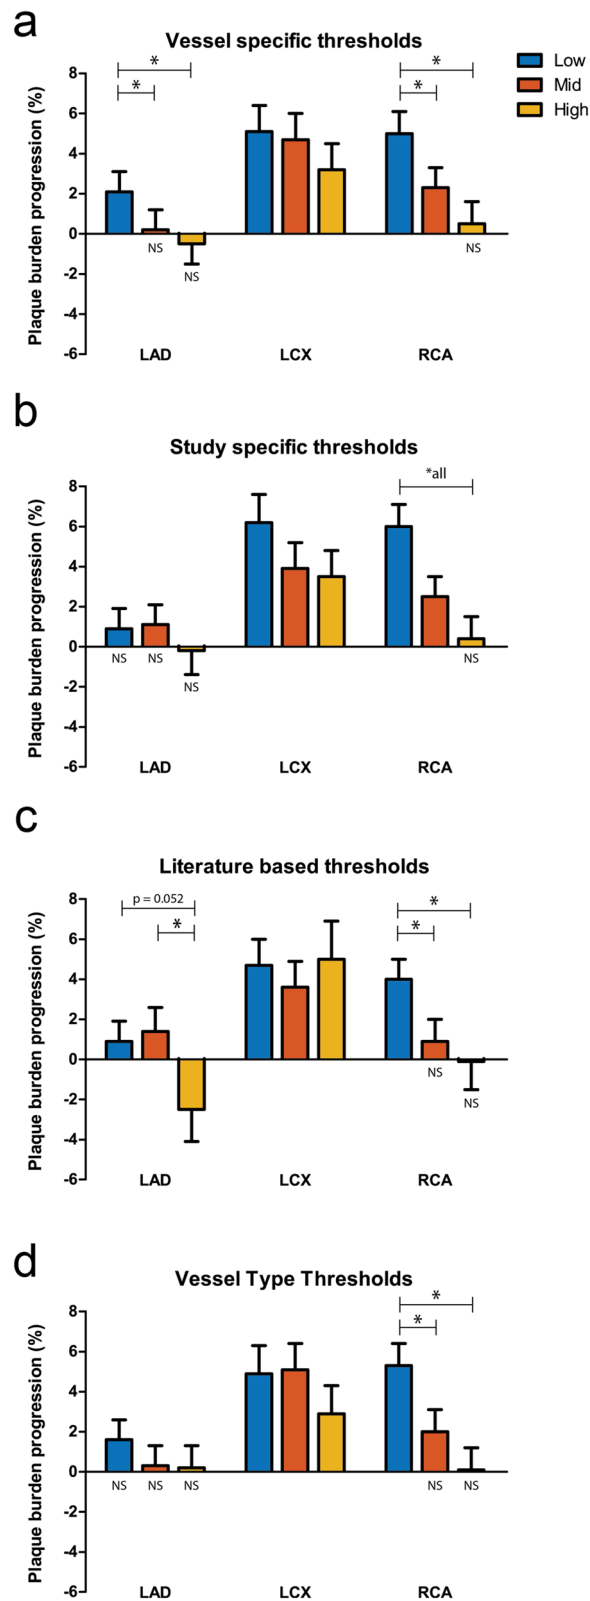 a
Vessel specific thresholds
Low
Mid
High
Plaque burden progression (%)
8
6
4
2
0
-2
-4
-6
*
*
*
*
NS
NS
NS
LAD
LCX
RCA
b
Study specific thresholds
Plaque burden progression (%)
8
6
4
2
0
-2
-4
-6
*all
NS
NS
NS
NS
LAD
LCX
RCA
c
Literature based thresholds
Plaque burden progression (%)
8
6
4
2
0
-2
-4
-6
p = 0.052
*
*
*
NS
NS
LAD
LCX
RCA
d
Vessel Type Thresholds
Plaque burden progression (%)
8
6
4
2
0
-2
-4
-6
*
*
NS
NS
NS
NS
NS
LAD
LCX
RCA